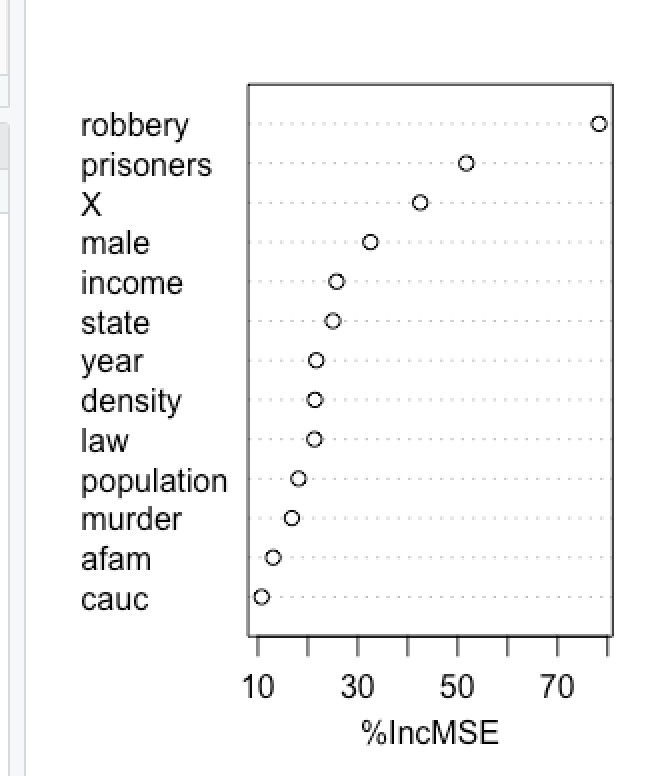 robbery
prisoners
X
male
income
state
year
density
law
population
murder
afam
cauc
10 30 50 70
%IncMSE